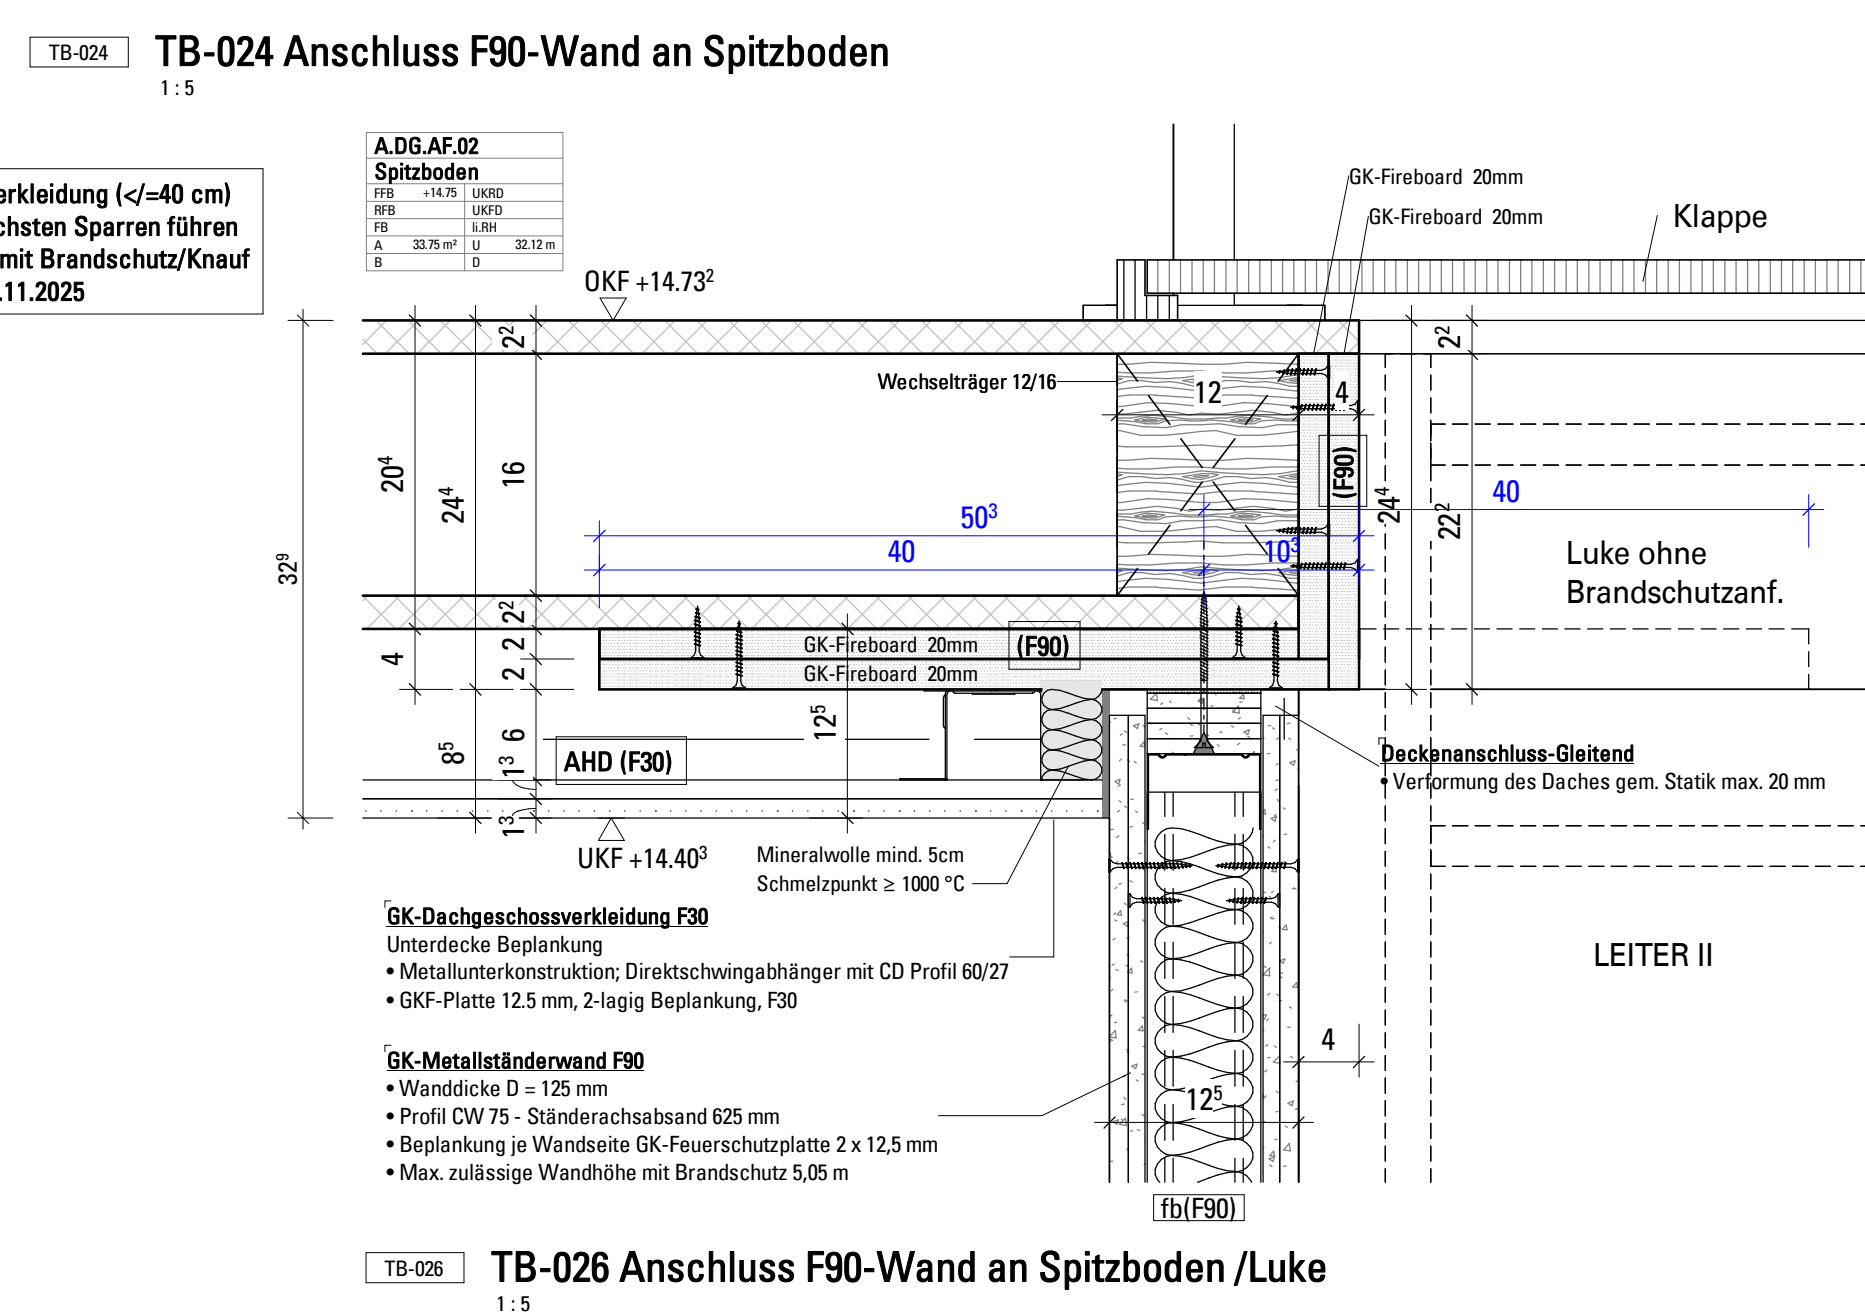 TB-024 TB-024 Anschluss F90-Wand an Spitzboden
1 : 5
erkleidung (</=40 cm)
chsten Sparren führen
mit Brandschutz/Knauf
.11.2025
A.DG.AF.02
Spitzboden
FFB +14.75 UKRD
RFB UKFD
FB li.RH
A 33.75 m² U 32.12 m
B D
OKF +14.73²
GK-Fireboard 20mm
GK-Fireboard 20mm
Klappe
2²
2²
Wechselträger 12/16
12
4
20⁴
24⁴
16
(F90)
24⁴
22²
40
50³
40
10³
32⁹
Luke ohne
Brandschutzanf.
2²
4
2
2
GK-Fireboard 20mm
(F90)
GK-Fireboard 20mm
8⁵
6
1³
1³
12⁵
AHD (F30)
Deckenanschluss-Gleitend
• Verformung des Daches gem. Statik max. 20 mm
UKF +14.40³
Mineralwolle mind. 5cm
Schmelzpunkt ≥ 1000 °C
GK-Dachgeschossverkleidung F30
Unterdecke Beplankung
• Metallunterkonstruktion; Direktschwingabhänger mit CD Profil 60/27
• GKF-Platte 12.5 mm, 2-lagig Beplankung, F30
LEITER II
4
GK-Metallständerwand F90
• Wanddicke D = 125 mm
• Profil CW 75 - Ständerachsabsand 625 mm
• Beplankung je Wandseite GK-Feuerschutzplatte 2 x 12,5 mm
• Max. zulässige Wandhöhe mit Brandschutz 5,05 m
12⁵
fb(F90)
TB-026 TB-026 Anschluss F90-Wand an Spitzboden /Luke
1 : 5